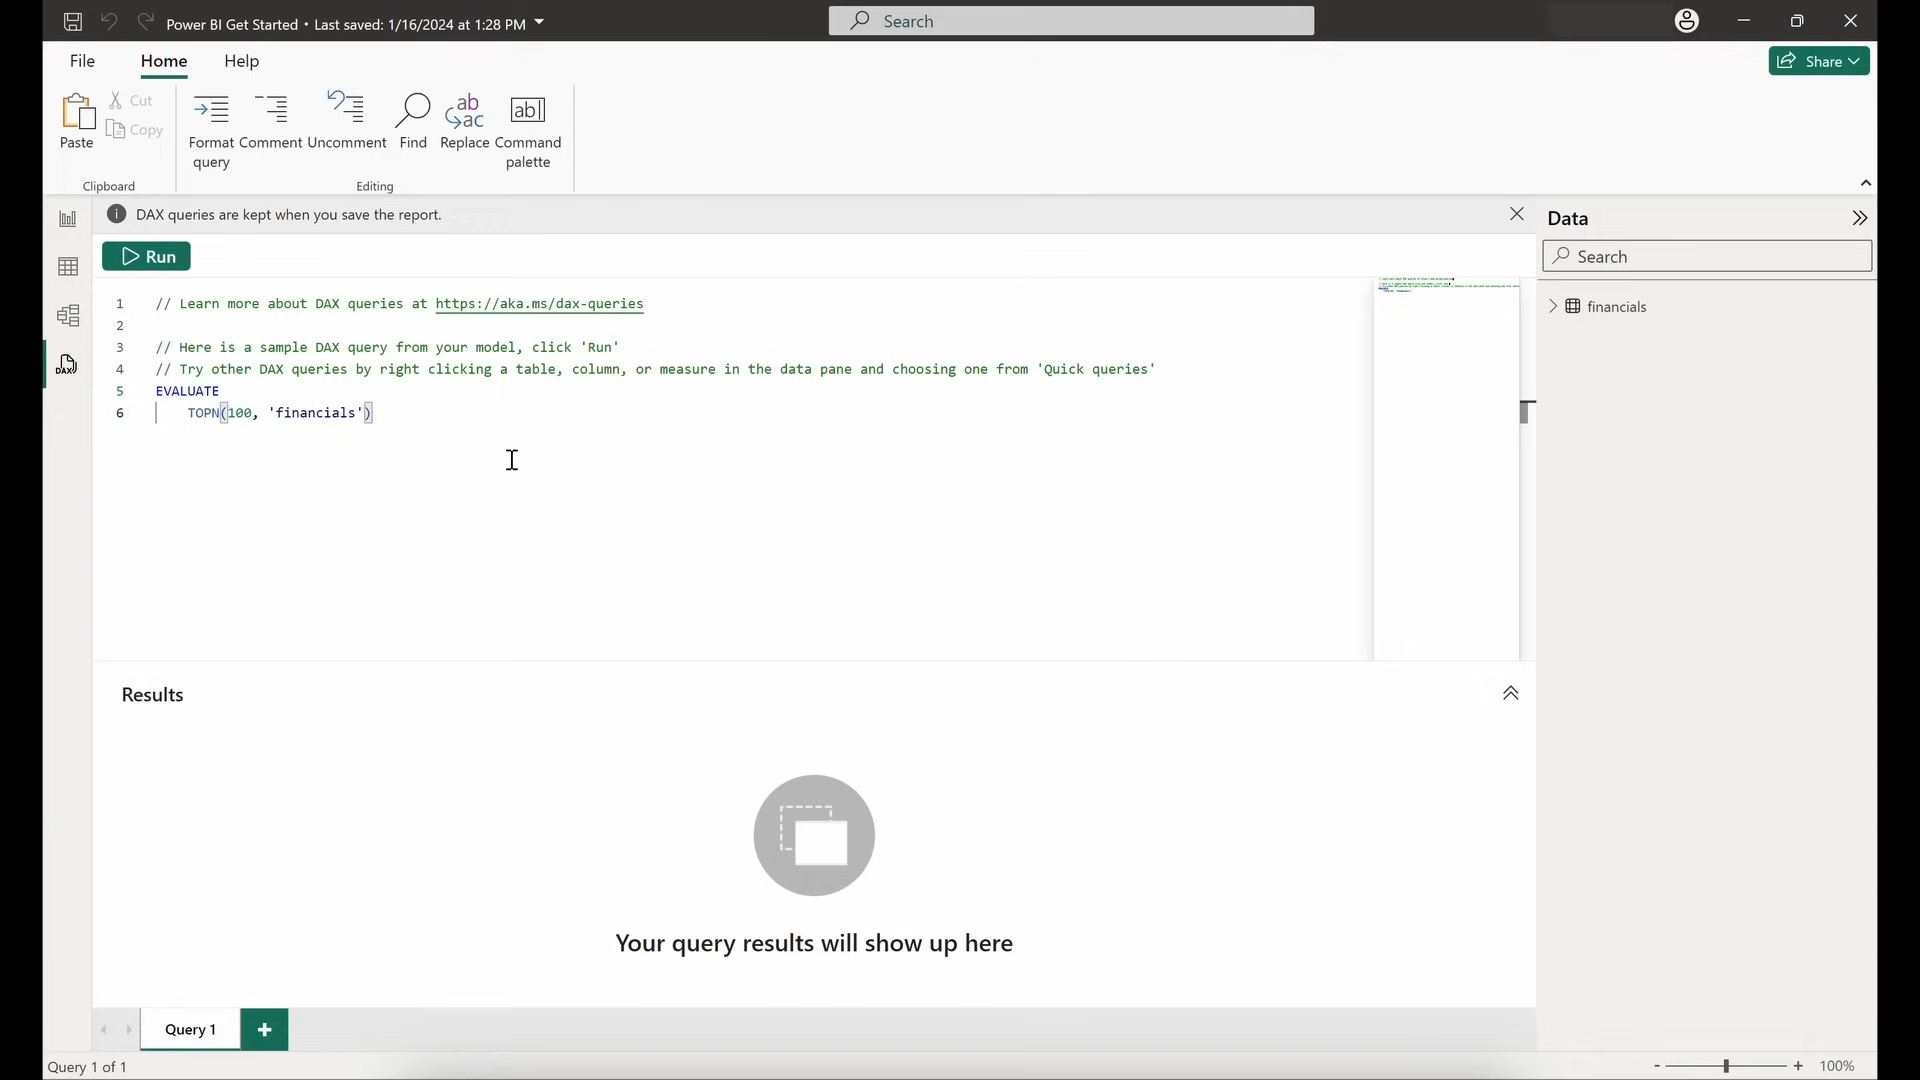 Power BI Get Started • Last saved: 1/16/2024 at 1:28 PM
Search
File
Home
Help
Share
Paste
Cut
Copy
Format query
Comment
Uncomment
Find
Replace
Command palette
Clipboard
Editing
DAX queries are kept when you save the report.
Run
1 // Learn more about DAX queries at https://aka.ms/dax-queries
2
3 // Here is a sample DAX query from your model, click 'Run'
4 // Try other DAX queries by right clicking a table, column, or measure in the data pane and choosing one from 'Quick queries'
5 EVALUATE
6 TOPN(100, 'financials')
Data
Search
financials
Results
Your query results will show up here
Query 1
Query 1 of 1
- + 100%